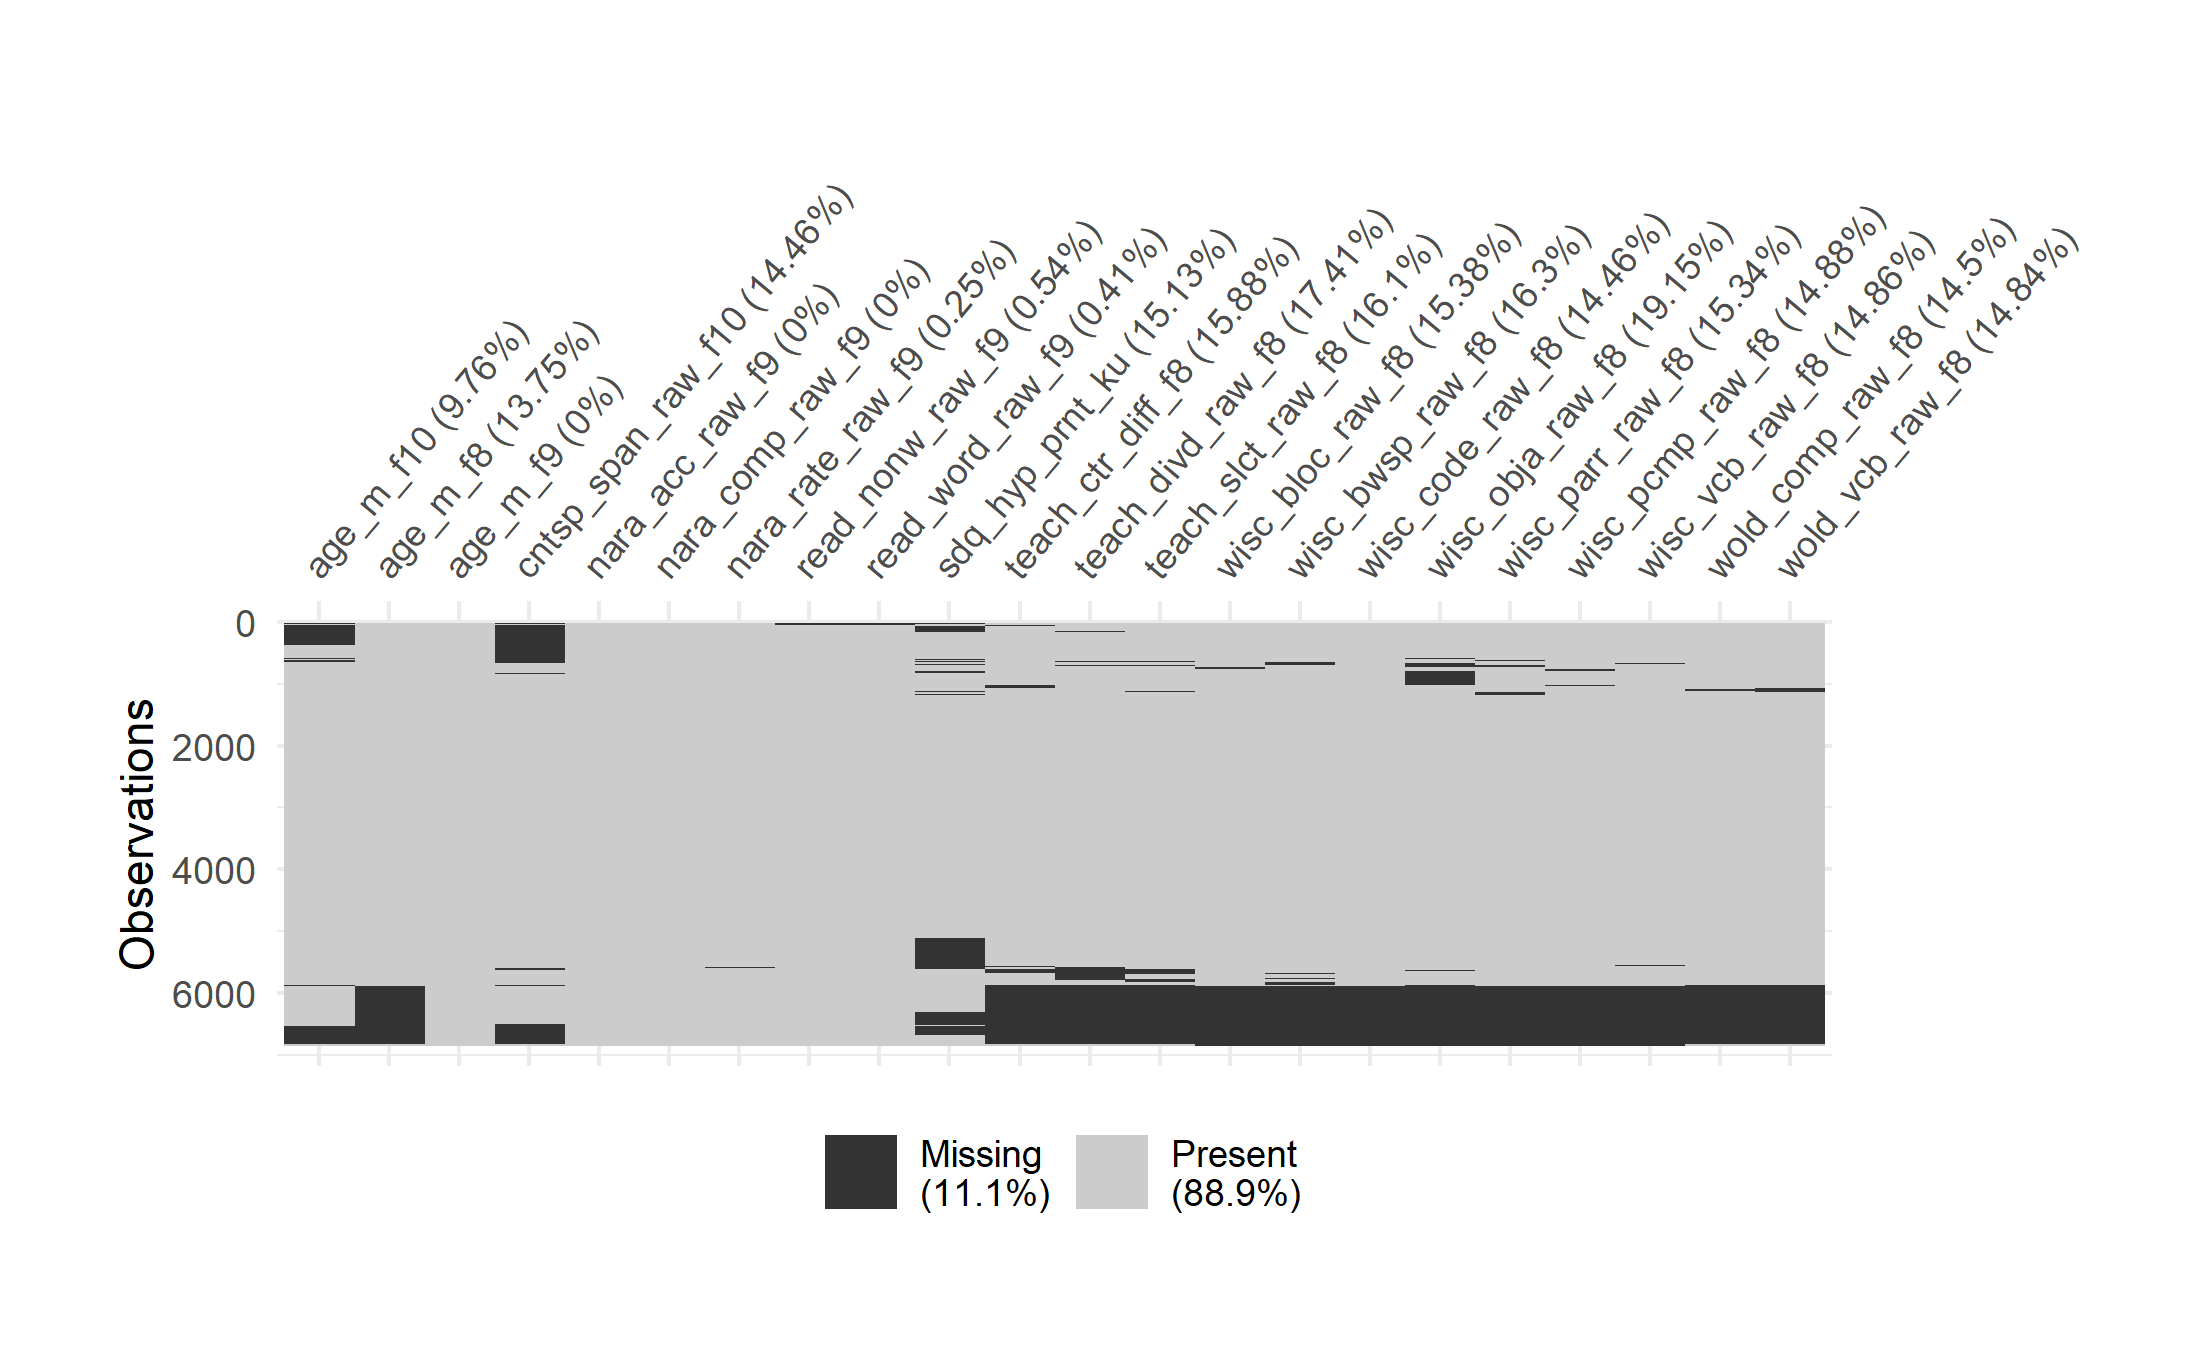 age_m_f10 (9.76%)
age_m_f8 (13.75%)
age_m_f9 (0%)
cntsp_span_raw_f10 (14.46%)
nara_acc_raw_f9 (0%)
nara_comp_raw_f9 (0%)
nara_rate_raw_f9 (0.25%)
read_nonw_raw_f9 (0.54%)
read_word_raw_f9 (0.41%)
sdq_hyp_prnt_ku (15.13%)
teach_ctr_diff_f8 (15.88%)
teach_divd_raw_f8 (17.41%)
teach_slct_raw_f8 (16.1%)
wisc_bloc_raw_f8 (15.38%)
wisc_bwsp_raw_f8 (16.3%)
wisc_code_raw_f8 (14.46%)
wisc_obja_raw_f8 (19.15%)
wisc_parr_raw_f8 (15.34%)
wisc_pcmp_raw_f8 (14.88%)
wisc_vcb_raw_f8 (14.86%)
wold_comp_raw_f8 (14.5%)
wold_vcb_raw_f8 (14.84%)
Observations
0
2000
4000
6000
Missing
(11.1%)
Present
(88.9%)